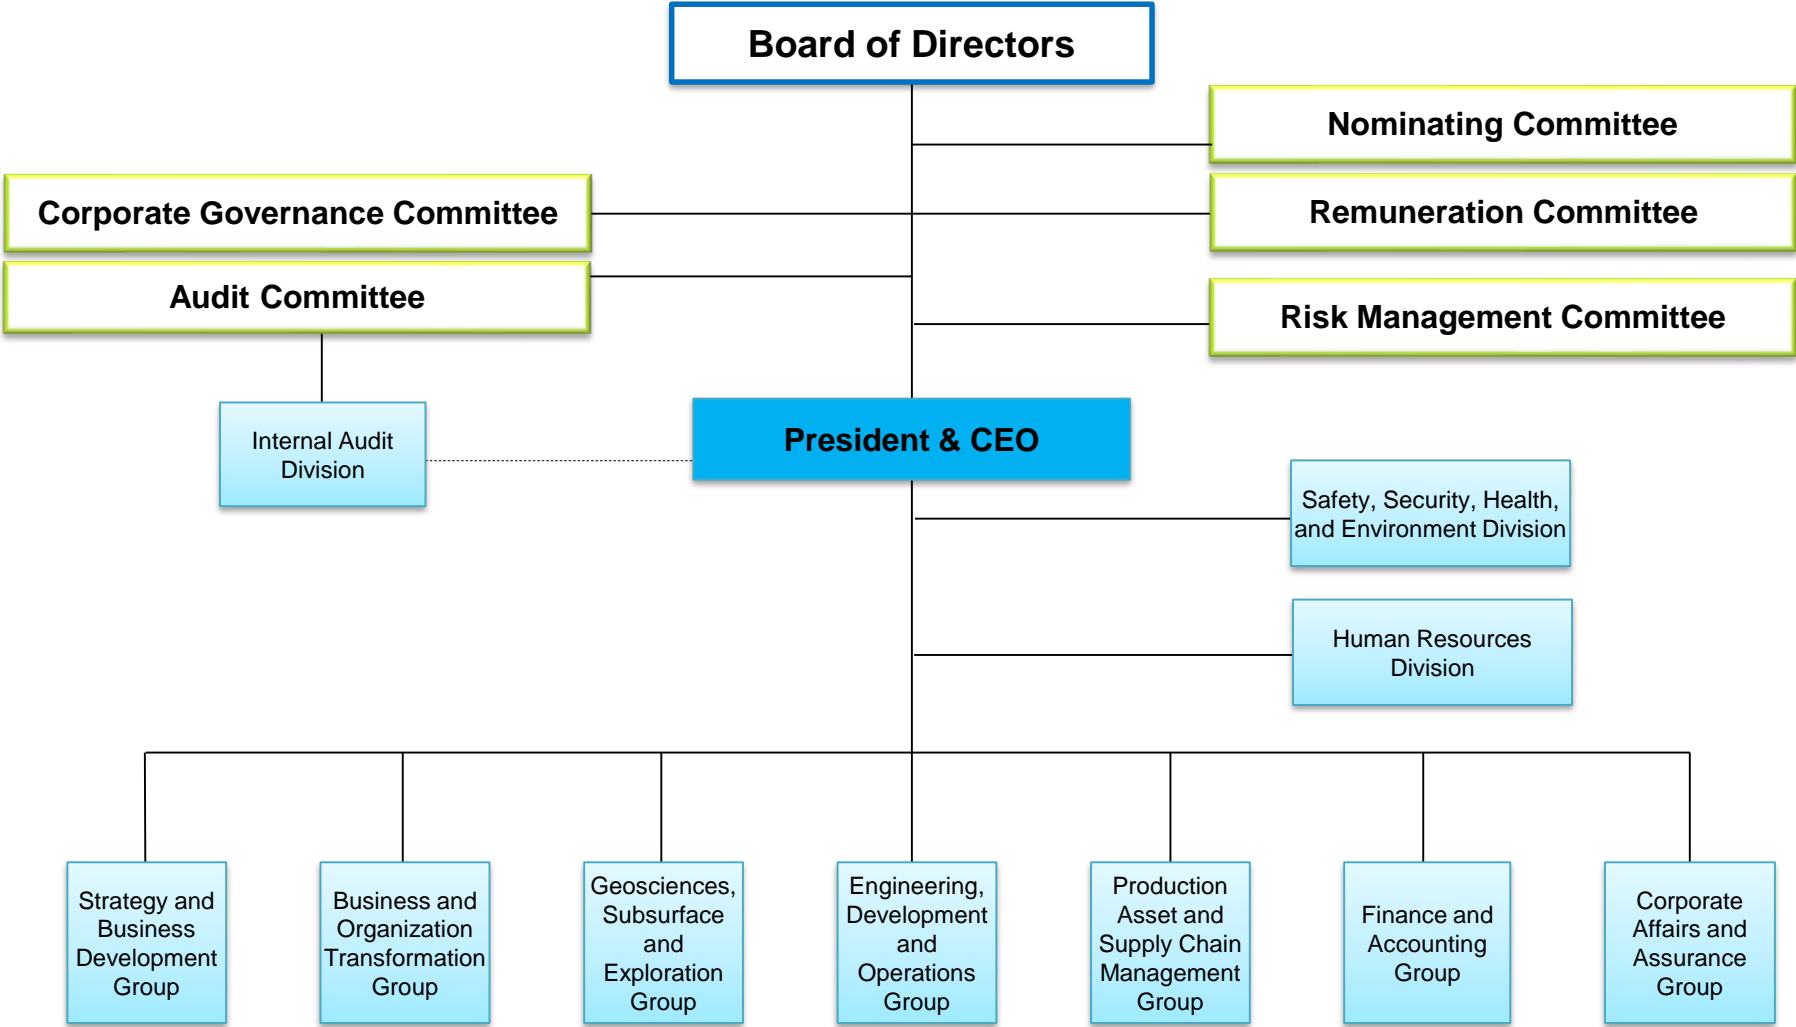 Board of Directors
Nominating Committee
Corporate Governance Committee
Remuneration Committee
Audit Committee
Risk Management Committee
Internal Audit
Division
President & CEO
Safety, Security, Health,
and Environment Division
Human Resources
Division
Strategy and
Business
Development
Group
Business and
Organization
Transformation
Group
Geosciences,
Subsurface
and
Exploration
Group
Engineering,
Development
and
Operations
Group
Production
Asset and
Supply Chain
Management
Group
Finance and
Accounting
Group
Corporate
Affairs and
Assurance
Group